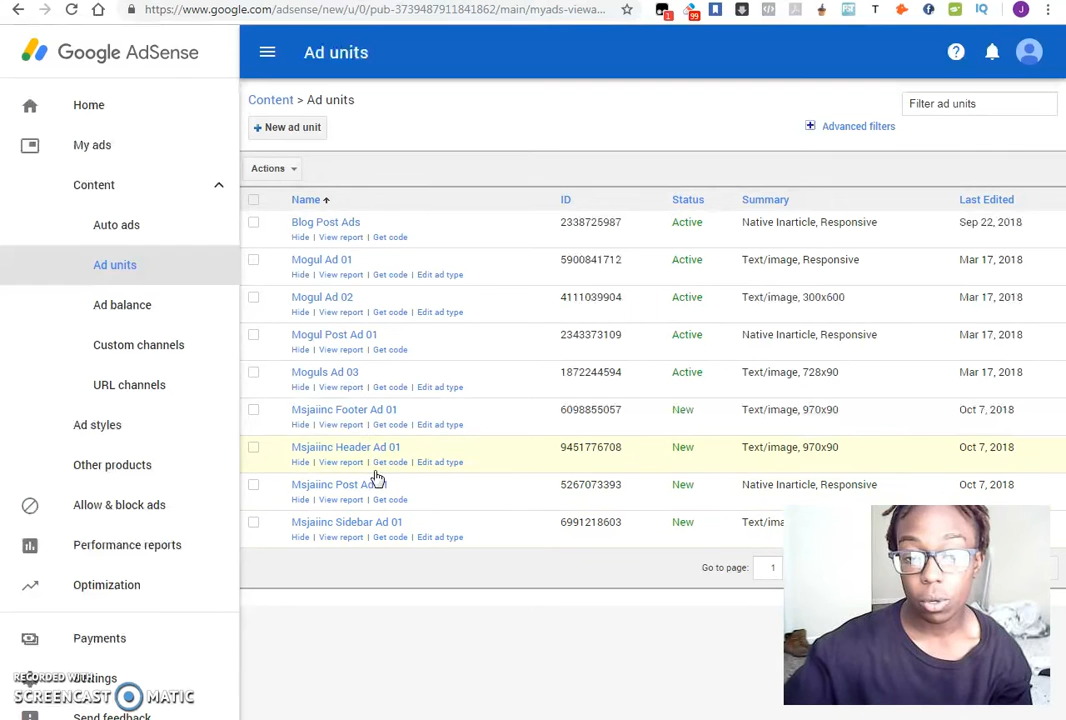 https://www.google.com/adsense/new/u/0/pub-3739487911841862/main/myads-viewa...
1
99
T
IQ
J
Google AdSense
Ad units
Home
My ads
Content
Auto ads
Ad units
Ad balance
Custom channels
URL channels
Ad styles
Other products
Allow & block ads
Performance reports
Optimization
Payments
Send feedback
RECORDED WITH
SCREENCAST MATIC
Content > Ad units
Filter ad units
+ New ad unit
Advanced filters
Actions
Name ID Status Summary Last Edited
Blog Post Ads 2338725987 Active Native Inarticle, Responsive Sep 22, 2018
Hide | View report | Get code
Mogul Ad 01 5900841712 Active Text/image, Responsive Mar 17, 2018
Hide | View report | Get code | Edit ad type
Mogul Ad 02 4111039904 Active Text/image, 300x600 Mar 17, 2018
Hide | View report | Get code | Edit ad type
Mogul Post Ad 01 2343373109 Active Native Inarticle, Responsive Mar 17, 2018
Hide | View report | Get code
Moguls Ad 03 1872244594 Active Text/image, 728x90 Mar 17, 2018
Hide | View report | Get code | Edit ad type
Msjaiinc Footer Ad 01 6098855057 New Text/image, 970x90 Oct 7, 2018
Hide | View report | Get code | Edit ad type
Msjaiinc Header Ad 01 9451776708 New Text/image, 970x90 Oct 7, 2018
Hide | View report | Get code | Edit ad type
Msjaiinc Post Ad 5267073393 New Native Inarticle, Responsive Oct 7, 2018
Hide | View report | Get code
Msjaiinc Sidebar Ad 01 6991218603 New
Hide | View report | Get code | Edit ad type
Go to page: 1